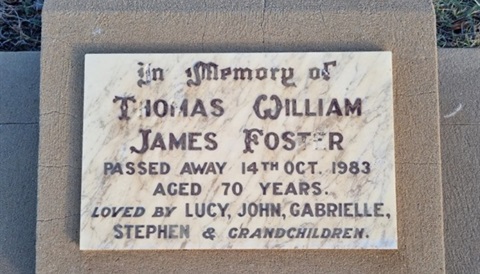 In Memory of
THOMAS WILLIAM
JAMES FOSTER
PASSED AWAY 14TH OCT. 1983
AGED 70 YEARS.
LOVED BY LUCY, JOHN, GABRIELLE,
STEPHEN & GRANDCHILDREN.